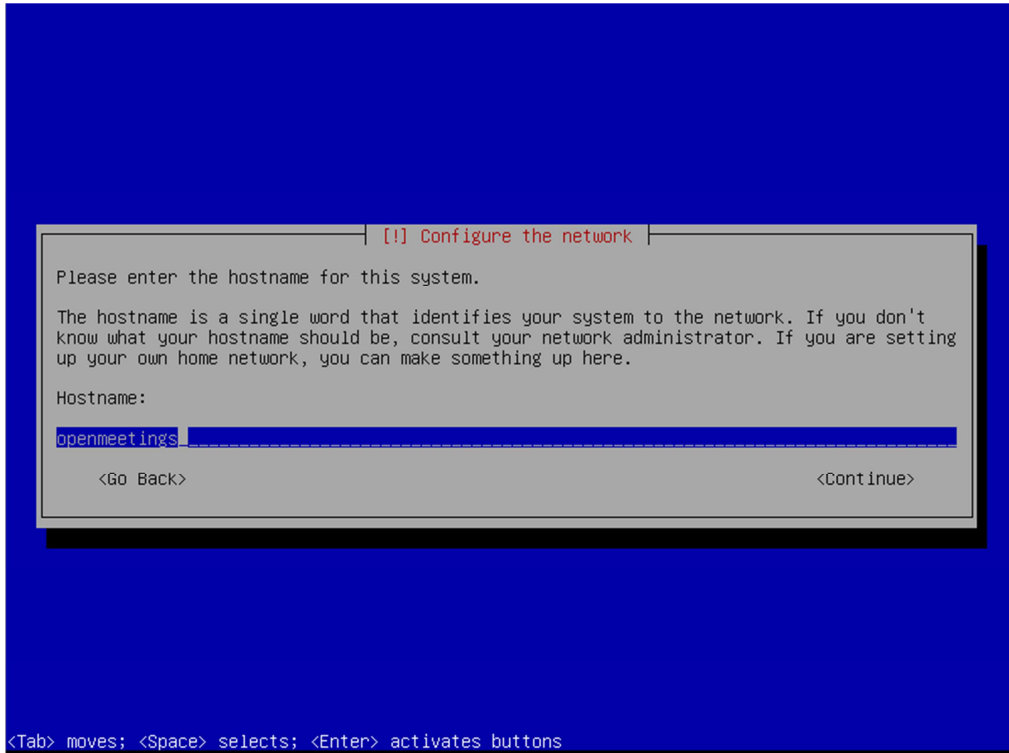 [!] Configure the network
Please enter the hostname for this system.
The hostname is a single word that identifies your system to the network. If you don't
know what your hostname should be, consult your network administrator. If you are setting
up your own home network, you can make something up here.
Hostname:
openmeetings
<Go Back> <Continue>
<Tab> moves; <Space> selects; <Enter> activates buttons